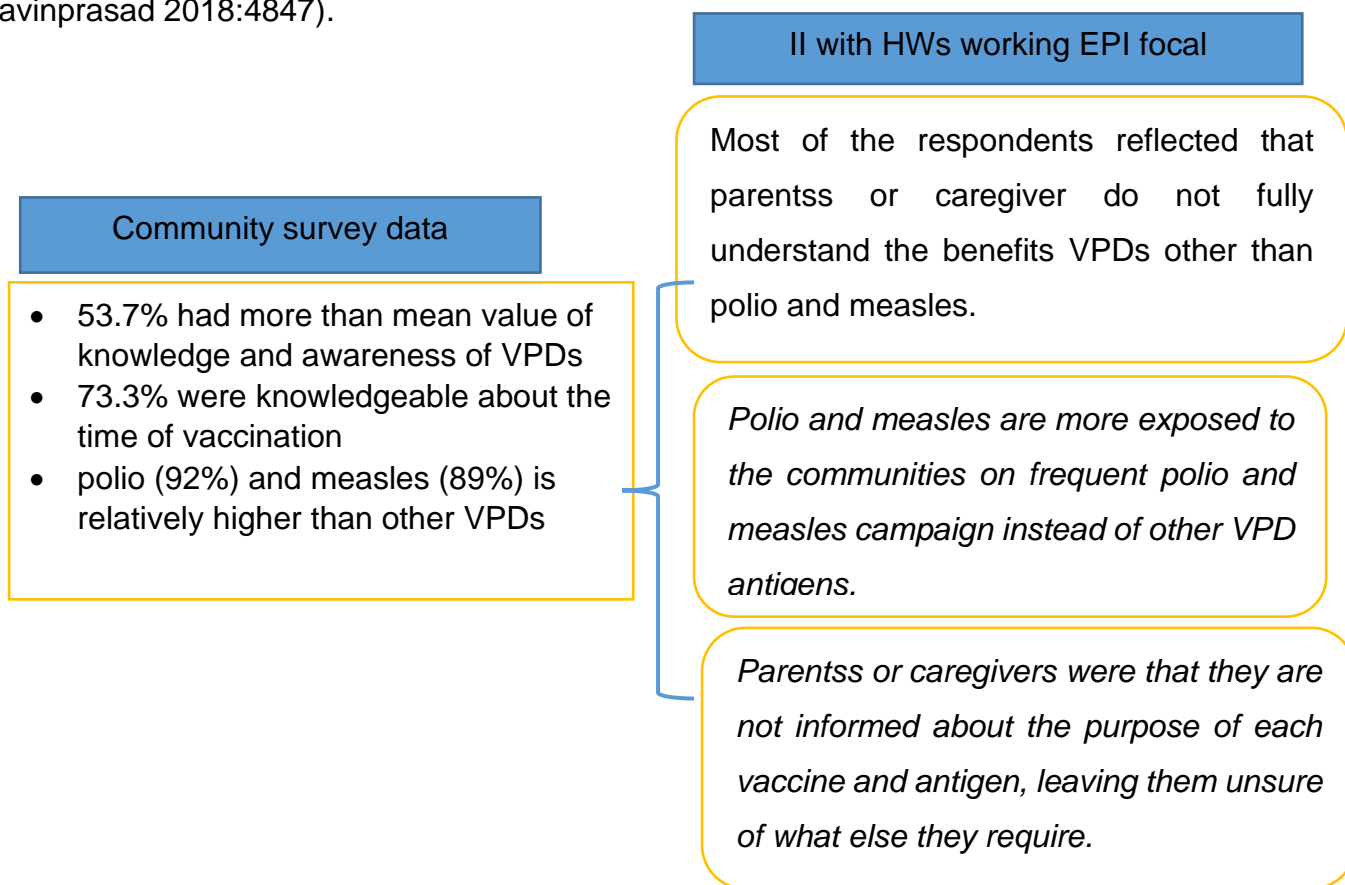 avinprasad 2018:4847).
II with HWs working EPI focal
Most of the respondents reflected that
parentss or caregiver do not fully
understand the benefits VPDs other than
polio and measles.
Community survey data
• 53.7% had more than mean value of
knowledge and awareness of VPDs
• 73.3% were knowledgeable about the
time of vaccination
• polio (92%) and measles (89%) is
relatively higher than other VPDs
Polio and measles are more exposed to
the communities on frequent polio and
measles campaign instead of other VPD
antigens.
Parentss or caregivers were that they are
not informed about the purpose of each
vaccine and antigen, leaving them unsure
of what else they require.